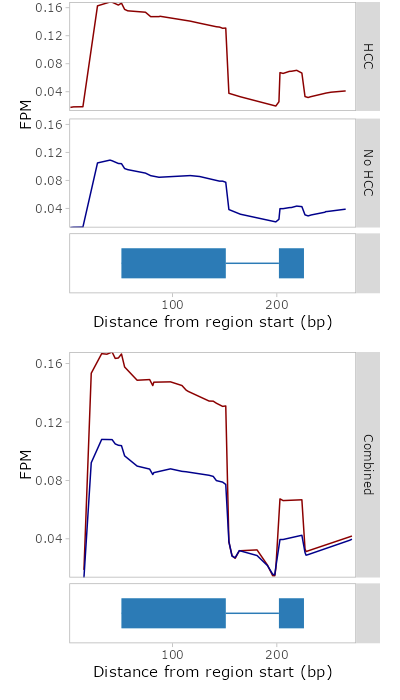 0.16
0.12
0.08
0.04
HCC
FPM
0.16
0.12
0.08
0.04
No HCC
100 200
Distance from region start (bp)
0.16
0.12
0.08
0.04
FPM
Combined
100 200
Distance from region start (bp)